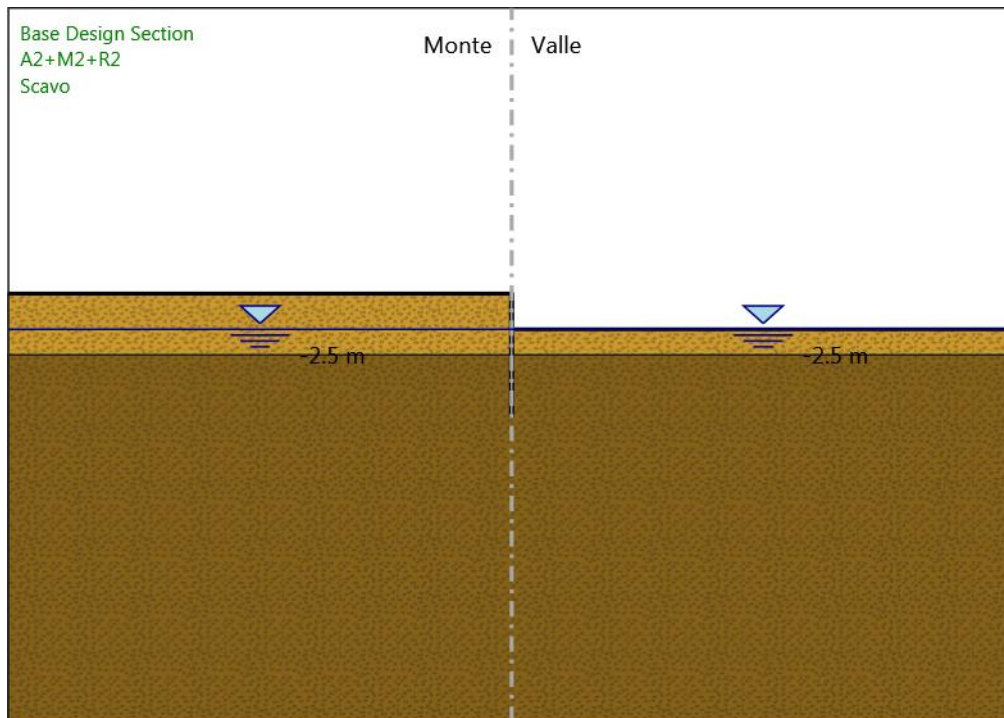 Base Design Section
A2+M2+R2
Scavo
Monte
Valle
-2.5 m
-2.5 m